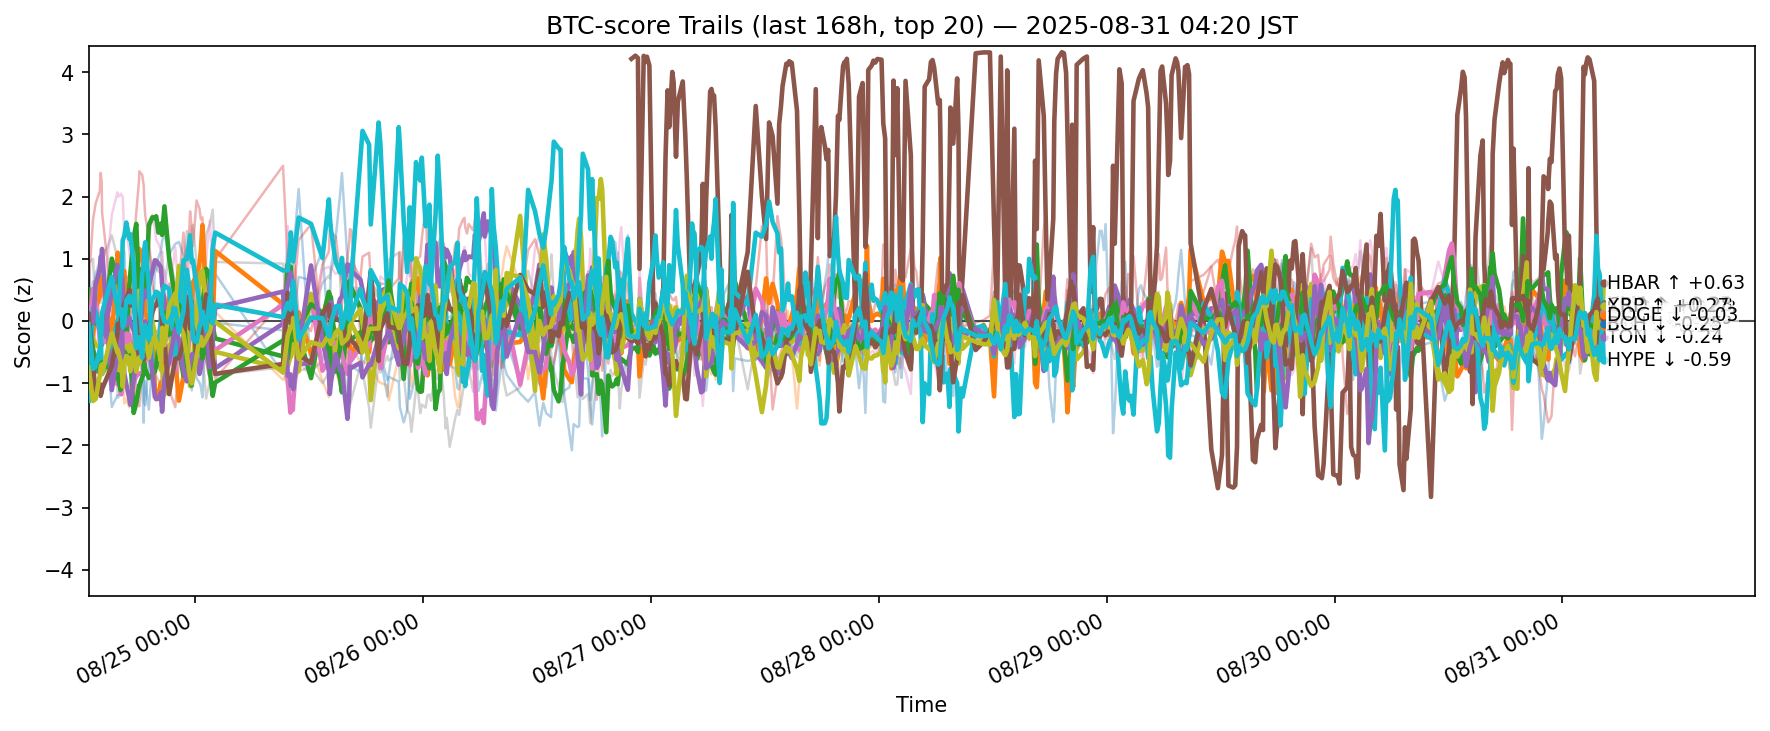 BTC-score Trails (last 168h, top 20) — 2025-08-31 04:20 JST
Score (z)
4
3
2
1
0
−1
−2
−3
−4
HBAR ↑ +0.63
XRP ↑ +0.27
DOGE ↓ -0.03
TON ↓ -0.24
HYPE ↓ -0.59
08/25 00:00
08/26 00:00
08/27 00:00
08/28 00:00
08/29 00:00
08/30 00:00
08/31 00:00
Time